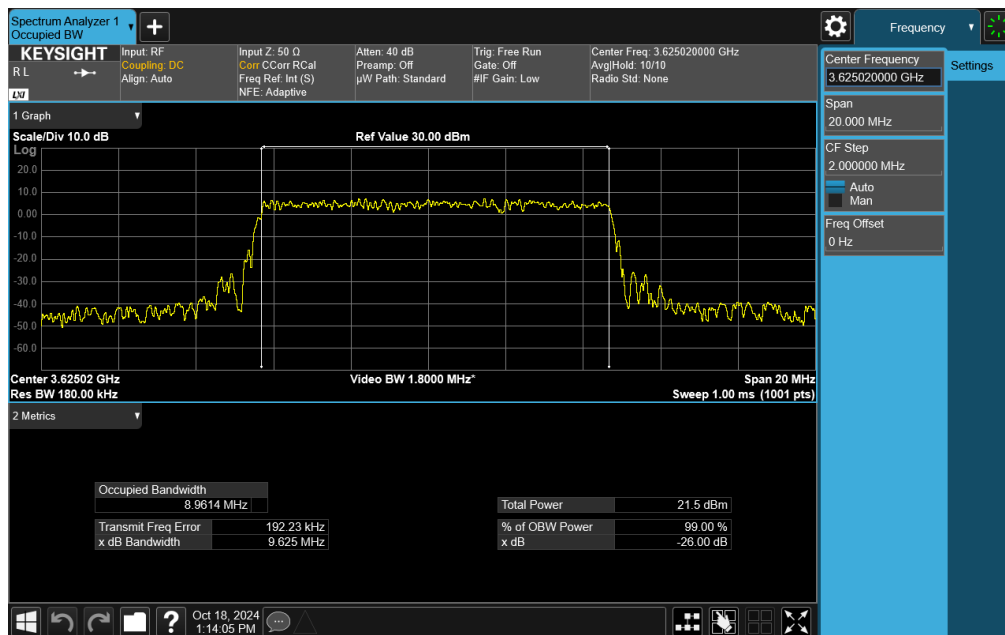 Spectrum Analyzer 1
Occupied BW
Frequency
KEYSIGHT
R L
LXI
Input: RF
Coupling: DC
Align: Auto
Input Z: 50 Ω
Corr CCorr RCal
Freq Ref: Int (S)
NFE: Adaptive
Atten: 40 dB
Preamp: Off
µW Path: Standard
Trig: Free Run
Gate: Off
#IF Gain: Low
Center Freq: 3.625020000 GHz
Avg|Hold: 10/10
Radio Std: None
Center Frequency
3.625020000 GHz
Settings
Span
20.000 MHz
CF Step
2.000000 MHz
Auto
Man
Freq Offset
0 Hz
1 Graph
Scale/Div 10.0 dB
Ref Value 30.00 dBm
Log
20.0
10.0
0.00
-10.0
-20.0
-30.0
-40.0
-50.0
-60.0
Center 3.62502 GHz
Video BW 1.8000 MHz*
Span 20 MHz
Res BW 180.00 kHz
Sweep 1.00 ms (1001 pts)
2 Metrics
Occupied Bandwidth
8.9614 MHz
Total Power 21.5 dBm
Transmit Freq Error 192.23 kHz
% of OBW Power 99.00 %
x dB Bandwidth 9.625 MHz
x dB -26.00 dB
Oct 18, 2024
1:14:05 PM